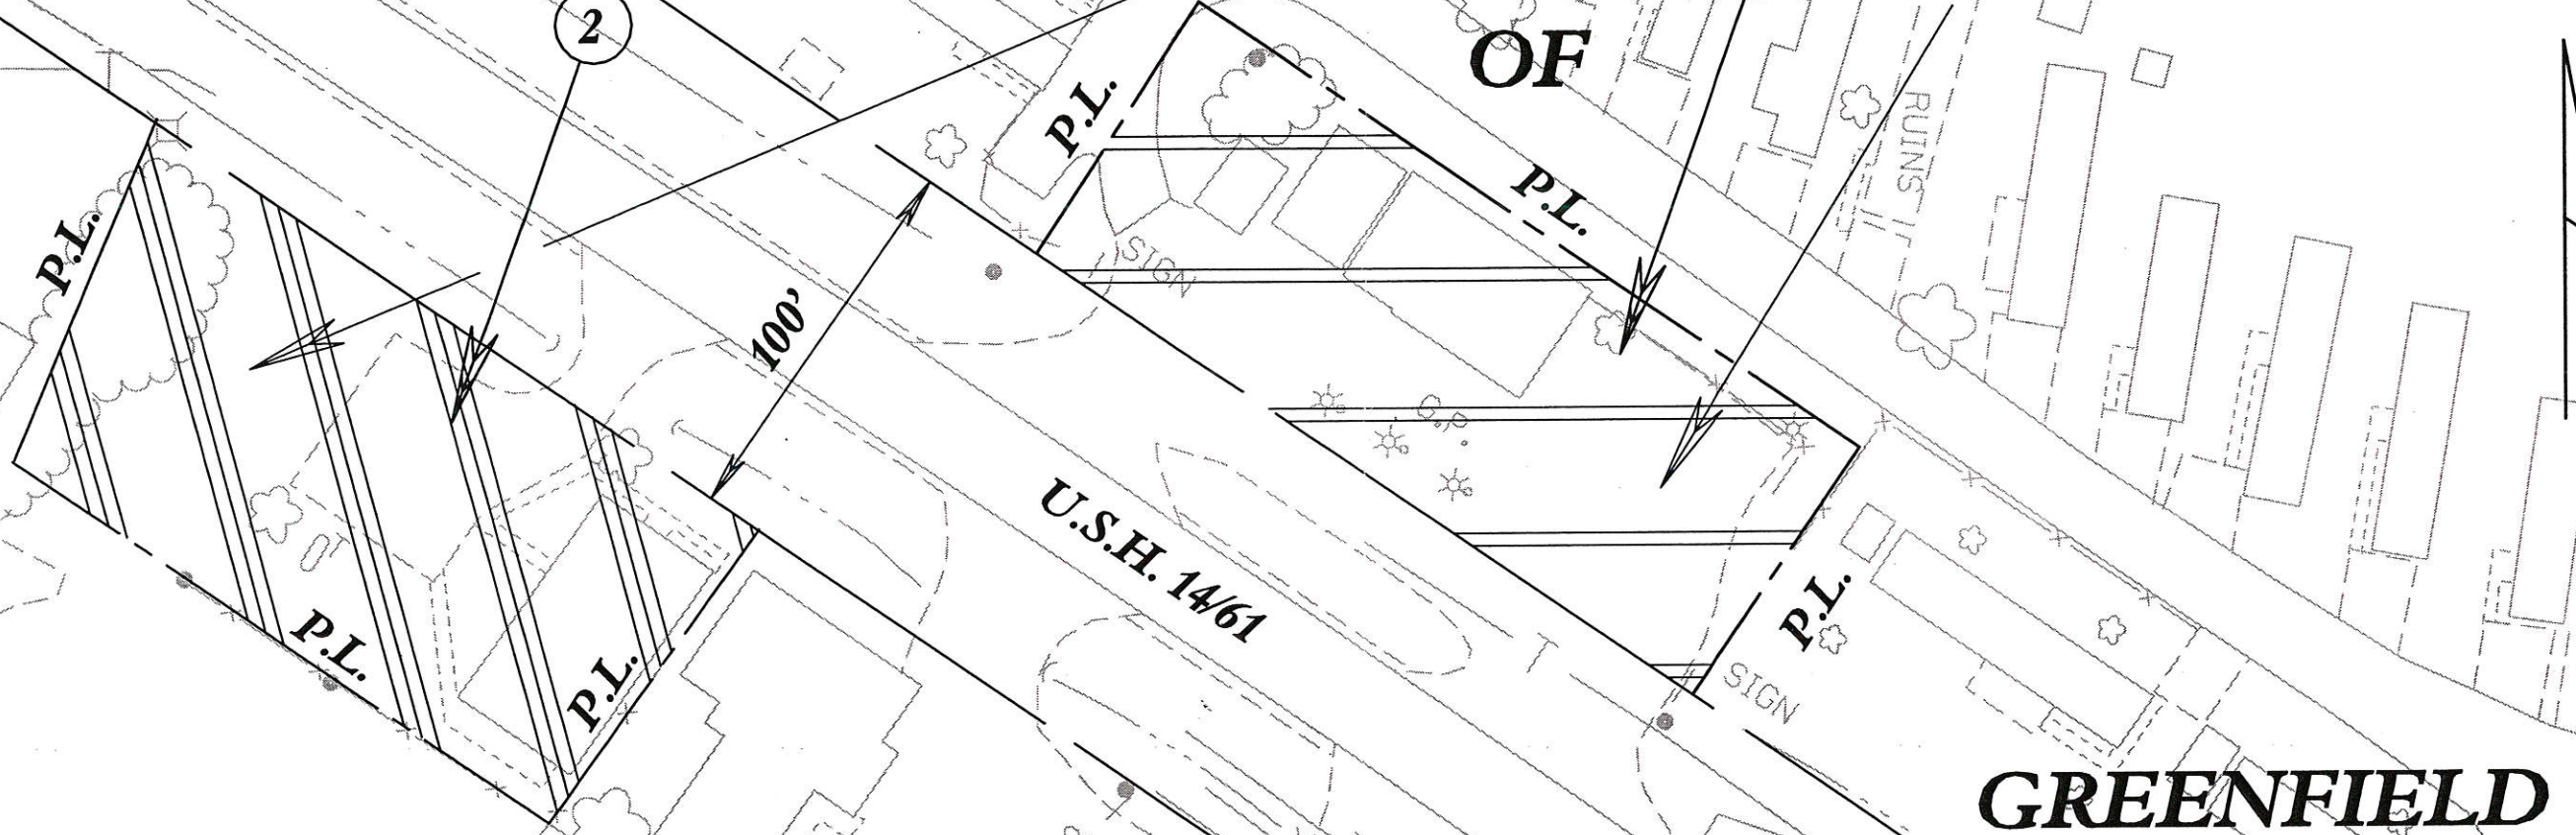 2
OF
P.L.
RUINS
P.L.
P.L.
SIGN
100'
G.P.
U.S.H. 14/61
P.L.
P.L.
P.L.
SIGN
GREENFIELD